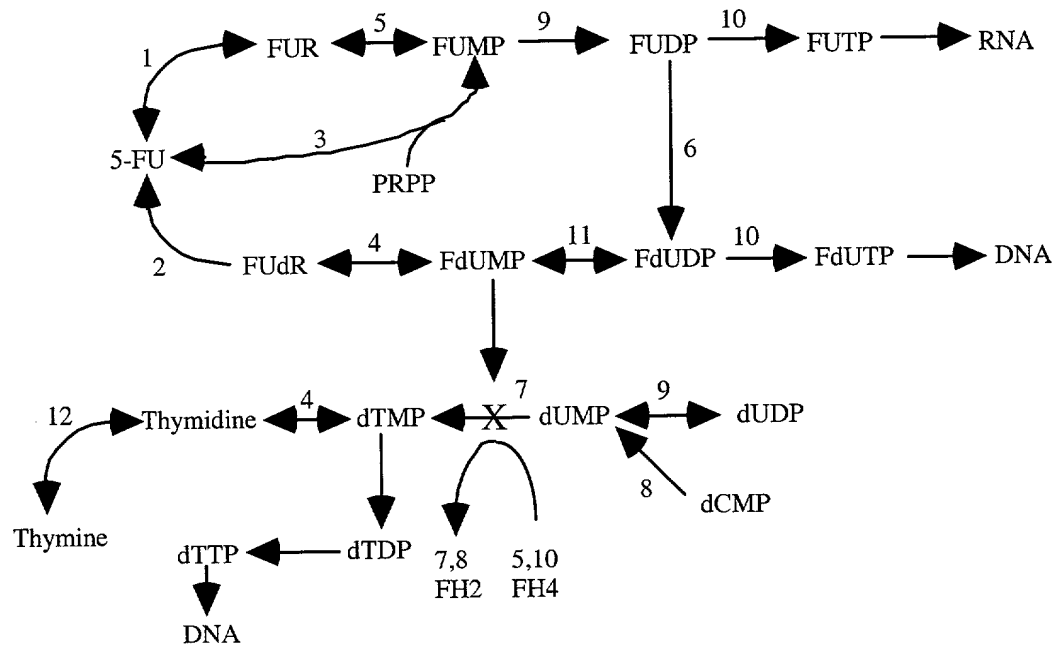 5 9 10
1 FUR FUMP FUDP FUTP RNA
3 6
5-FU
PRPP
4 11 10
2 FUdR FdUMP FdUDP FdUTP DNA
12 4 7 9
Thymidine dTMP X dUMP dUDP
8 dCMP
Thymine dTTP dTDP 7,8 5,10
FH2 FH4
DNA